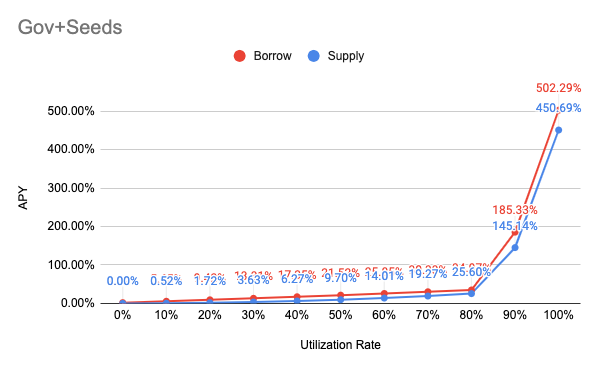 Gov+Seeds
Borrow Supply
502.29%
500.00% 450.69%
400.00%
300.00%
200.00% 185.33%
145.14%
100.00%
0.00% 0.52% 1.72% 3.63% 6.27% 9.70% 14.01% 19.27% 25.60%
0.00%
0% 10% 20% 30% 40% 50% 60% 70% 80% 90% 100%
APY
Utilization Rate